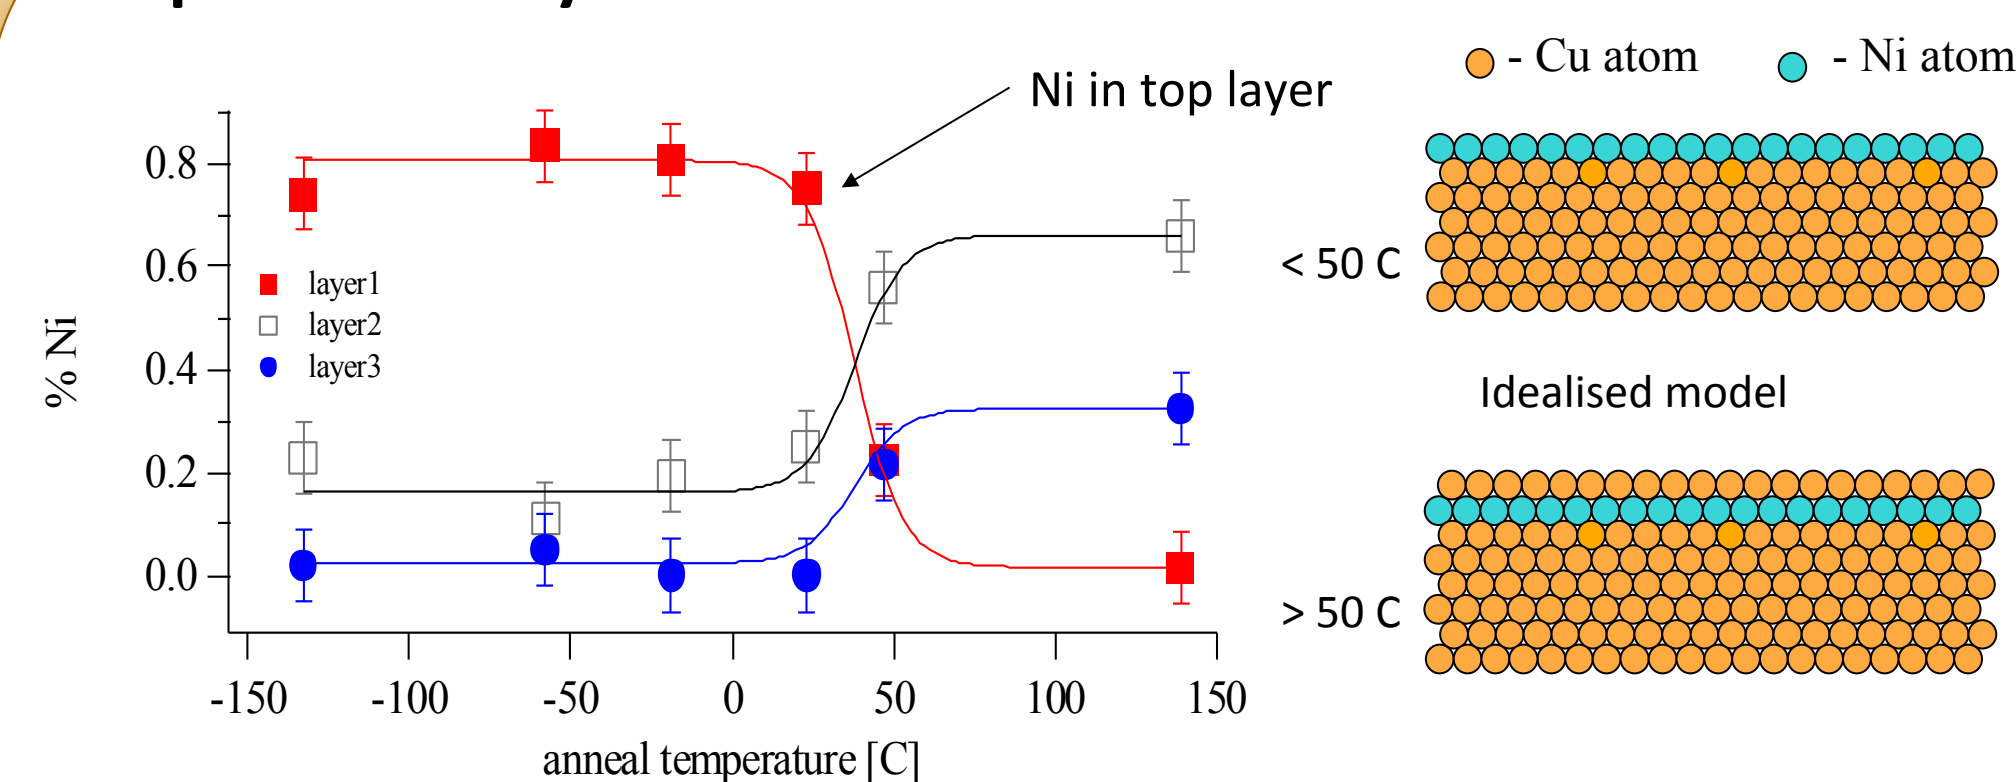 - Cu atom
- Ni atom
Ni in top layer
0.8
0.6
0.4
0.2
0.0
% Ni
layer1
layer2
layer3
< 50 C
Idealised model
> 50 C
-150
-100
-50
0
50
100
150
anneal temperature [C]